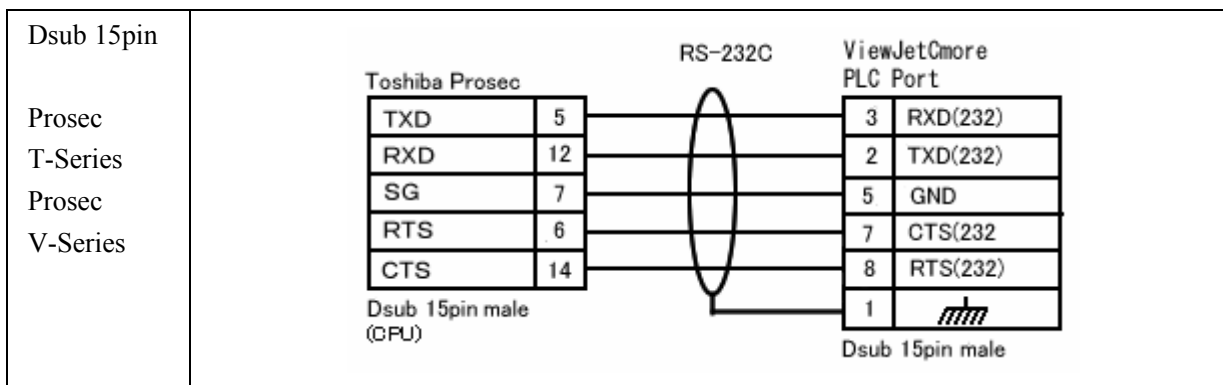 Dsub 15pin
Prosec
T-Series
Prosec
V-Series
RS-232C
Toshiba Prosec
ViewJetCmore
PLC Port
TXD 5 3 RXD(232)
RXD 12 2 TXD(232)
SG 7 5 GND
RTS 6 7 CTS(232
CTS 14 8 RTS(232)
1
Dsub 15pin male
(CPU)
Dsub 15pin male